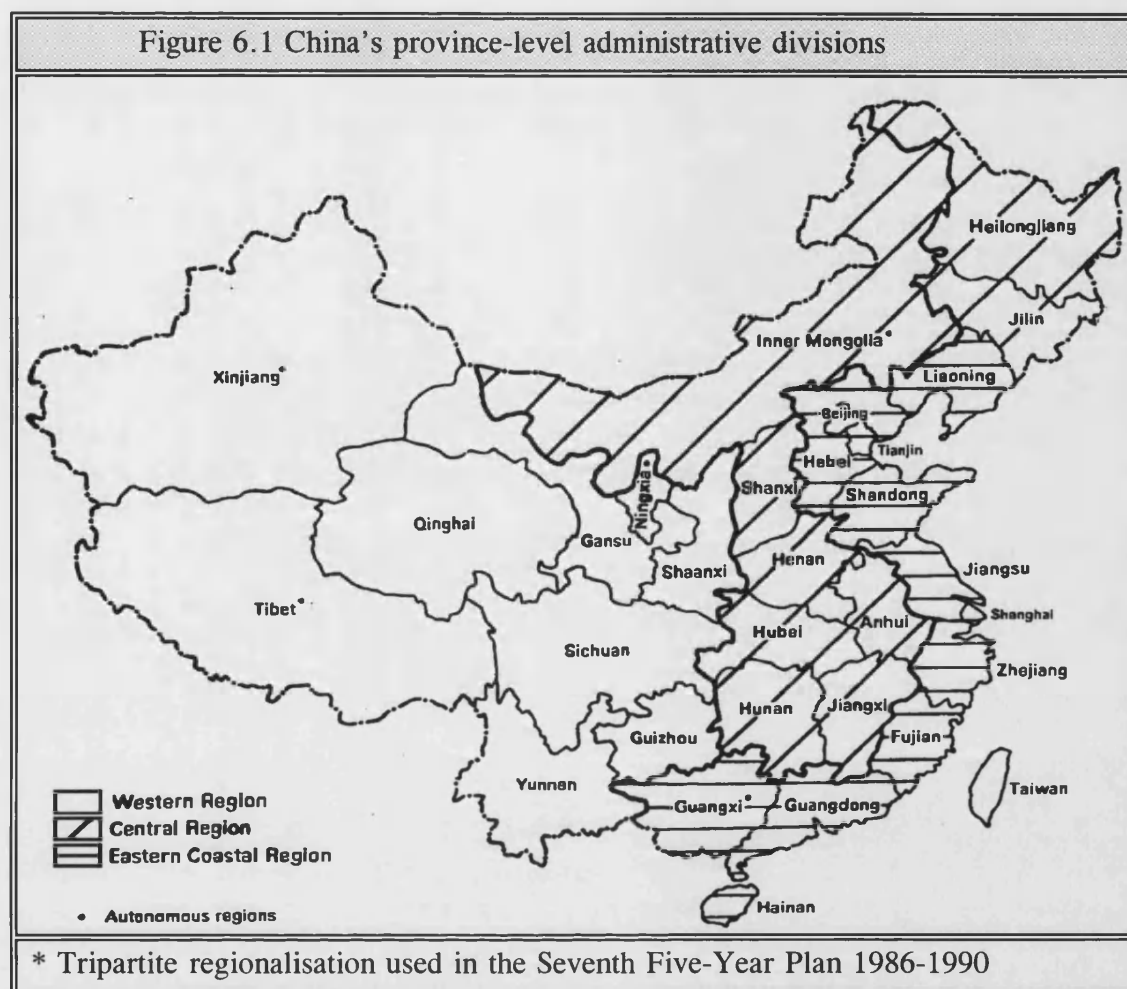 Figure 6.1 China's province-level administrative divisions
Heilongjiang
Jilin
Inner Mongolia•
Xinjiang•
Liaoning
Beijing
Tianjin
Hebei
Ningxia•
Shanxi
Shandong
Qinghai
Gansu
Henan
Shaanxi
Jiangsu
Tibet•
Shanghai
Anhui
Hubei
Sichuan
Zhejiang
Hunan
Jiangxi
Guizhou
Fujian
Yunnan
Taiwan
Guangxi•
Guangdong
Hainan
Western Region
Central Region
Eastern Coastal Region
• Autonomous regions
* Tripartite regionalisation used in the Seventh Five-Year Plan 1986-1990